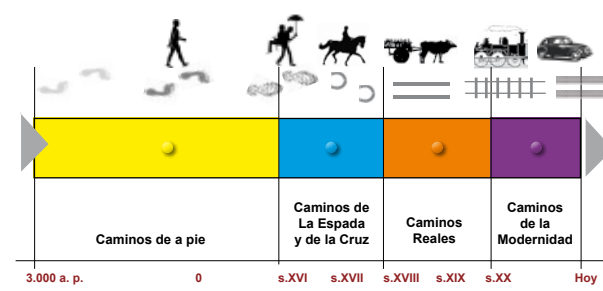 Caminos de a pie
Caminos de
La Espada
y de la Cruz
Caminos
Reales
Caminos
de la
Modernidad
3.000 a. p. 0 s.XVI s.XVII s.XVIII s.XIX s.XX Hoy